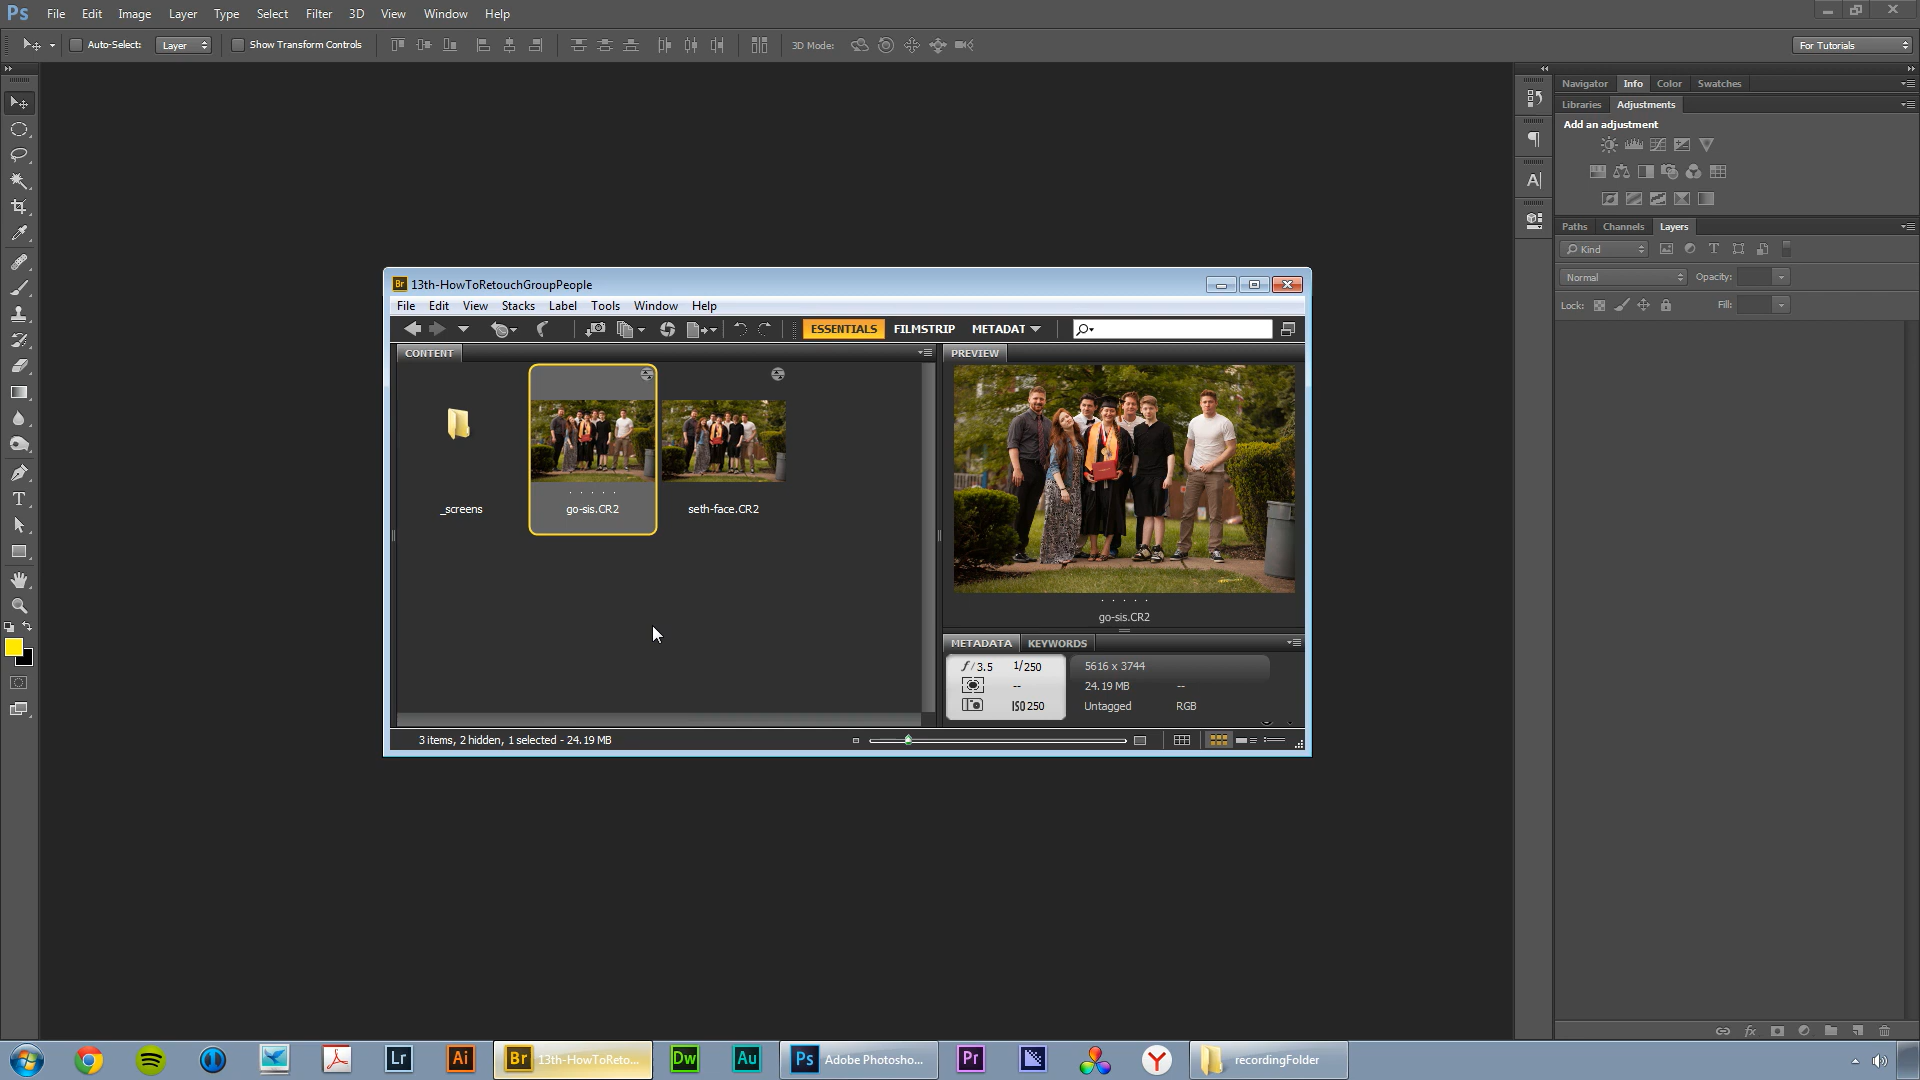 Ps File Edit Image Layer Type Select Filter 3D View Window Help
Auto-Select: Layer Show Transform Controls 3D Mode: For Tutorials
Navigator Info Color Swatches
Libraries Adjustments
Add an adjustment
Paths Channels Layers
Kind
Normal Opacity:
Lock: Fill:
Br 13th-HowToRetouchGroupPeople
File Edit View Stacks Label Tools Window Help
ESSENTIALS FILMSTRIP METADAT
CONTENT
_screens
go-sis.CR2
seth-face.CR2
PREVIEW
go-sis.CR2
METADATA KEYWORDS
f/3.5 1/250 5616 x 3744
-- 24.19 MB --
ISO250 Untagged RGB
3 items, 2 hidden, 1 selected - 24.19 MB
Lr Ai Br 13th-HowToReto... Dw Au Ps Adobe Photosho... Pr recordingFolder